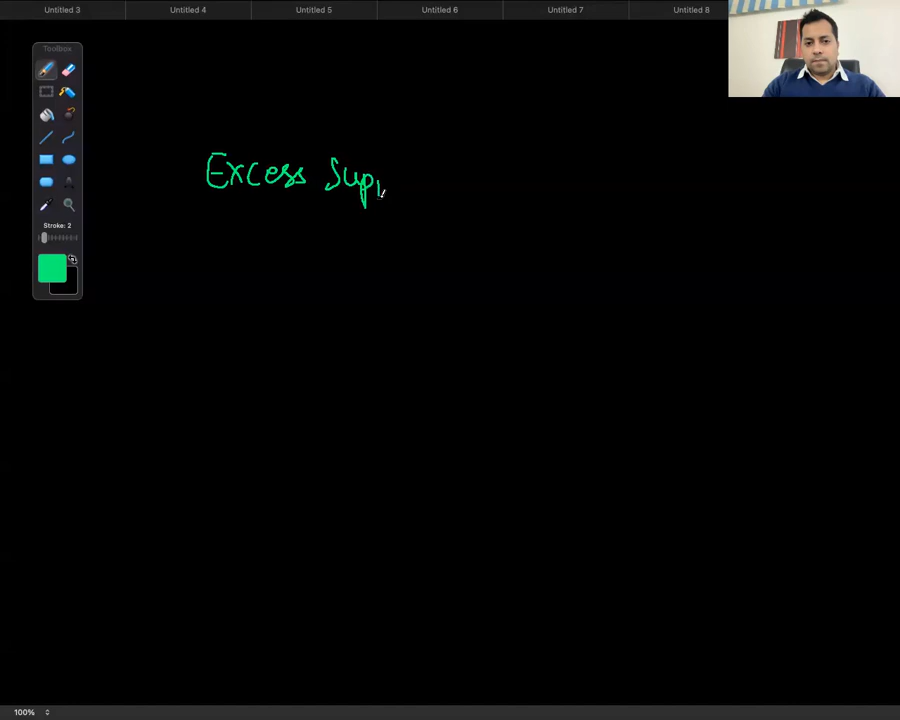 Untitled 3 Untitled 4 Untitled 5 Untitled 6 Untitled 7 Untitled 8
Toolbox
Excess Sup
Stroke: 2
100%